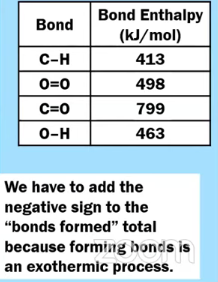 Bond Bond Enthalpy
(kJ/mol)
C–H 413
O=O 498
C=O 799
O–H 463
We have to add the
negative sign to the
“bonds formed” total
because forming bonds is
an exothermic process.
zoom